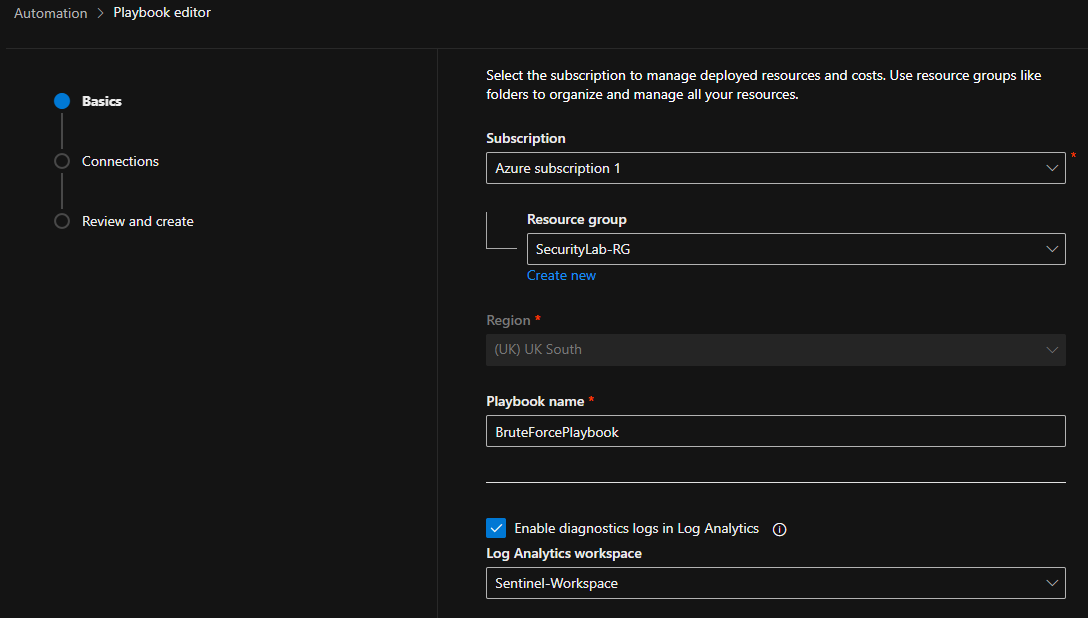 Automation > Playbook editor
Basics
Connections
Review and create
Select the subscription to manage deployed resources and costs. Use resource groups like
folders to organize and manage all your resources.
Subscription
Azure subscription 1 *
Resource group
SecurityLab-RG
Create new
Region *
(UK) UK South
Playbook name *
BruteForcePlaybook
Enable diagnostics logs in Log Analytics
Log Analytics workspace
Sentinel-Workspace